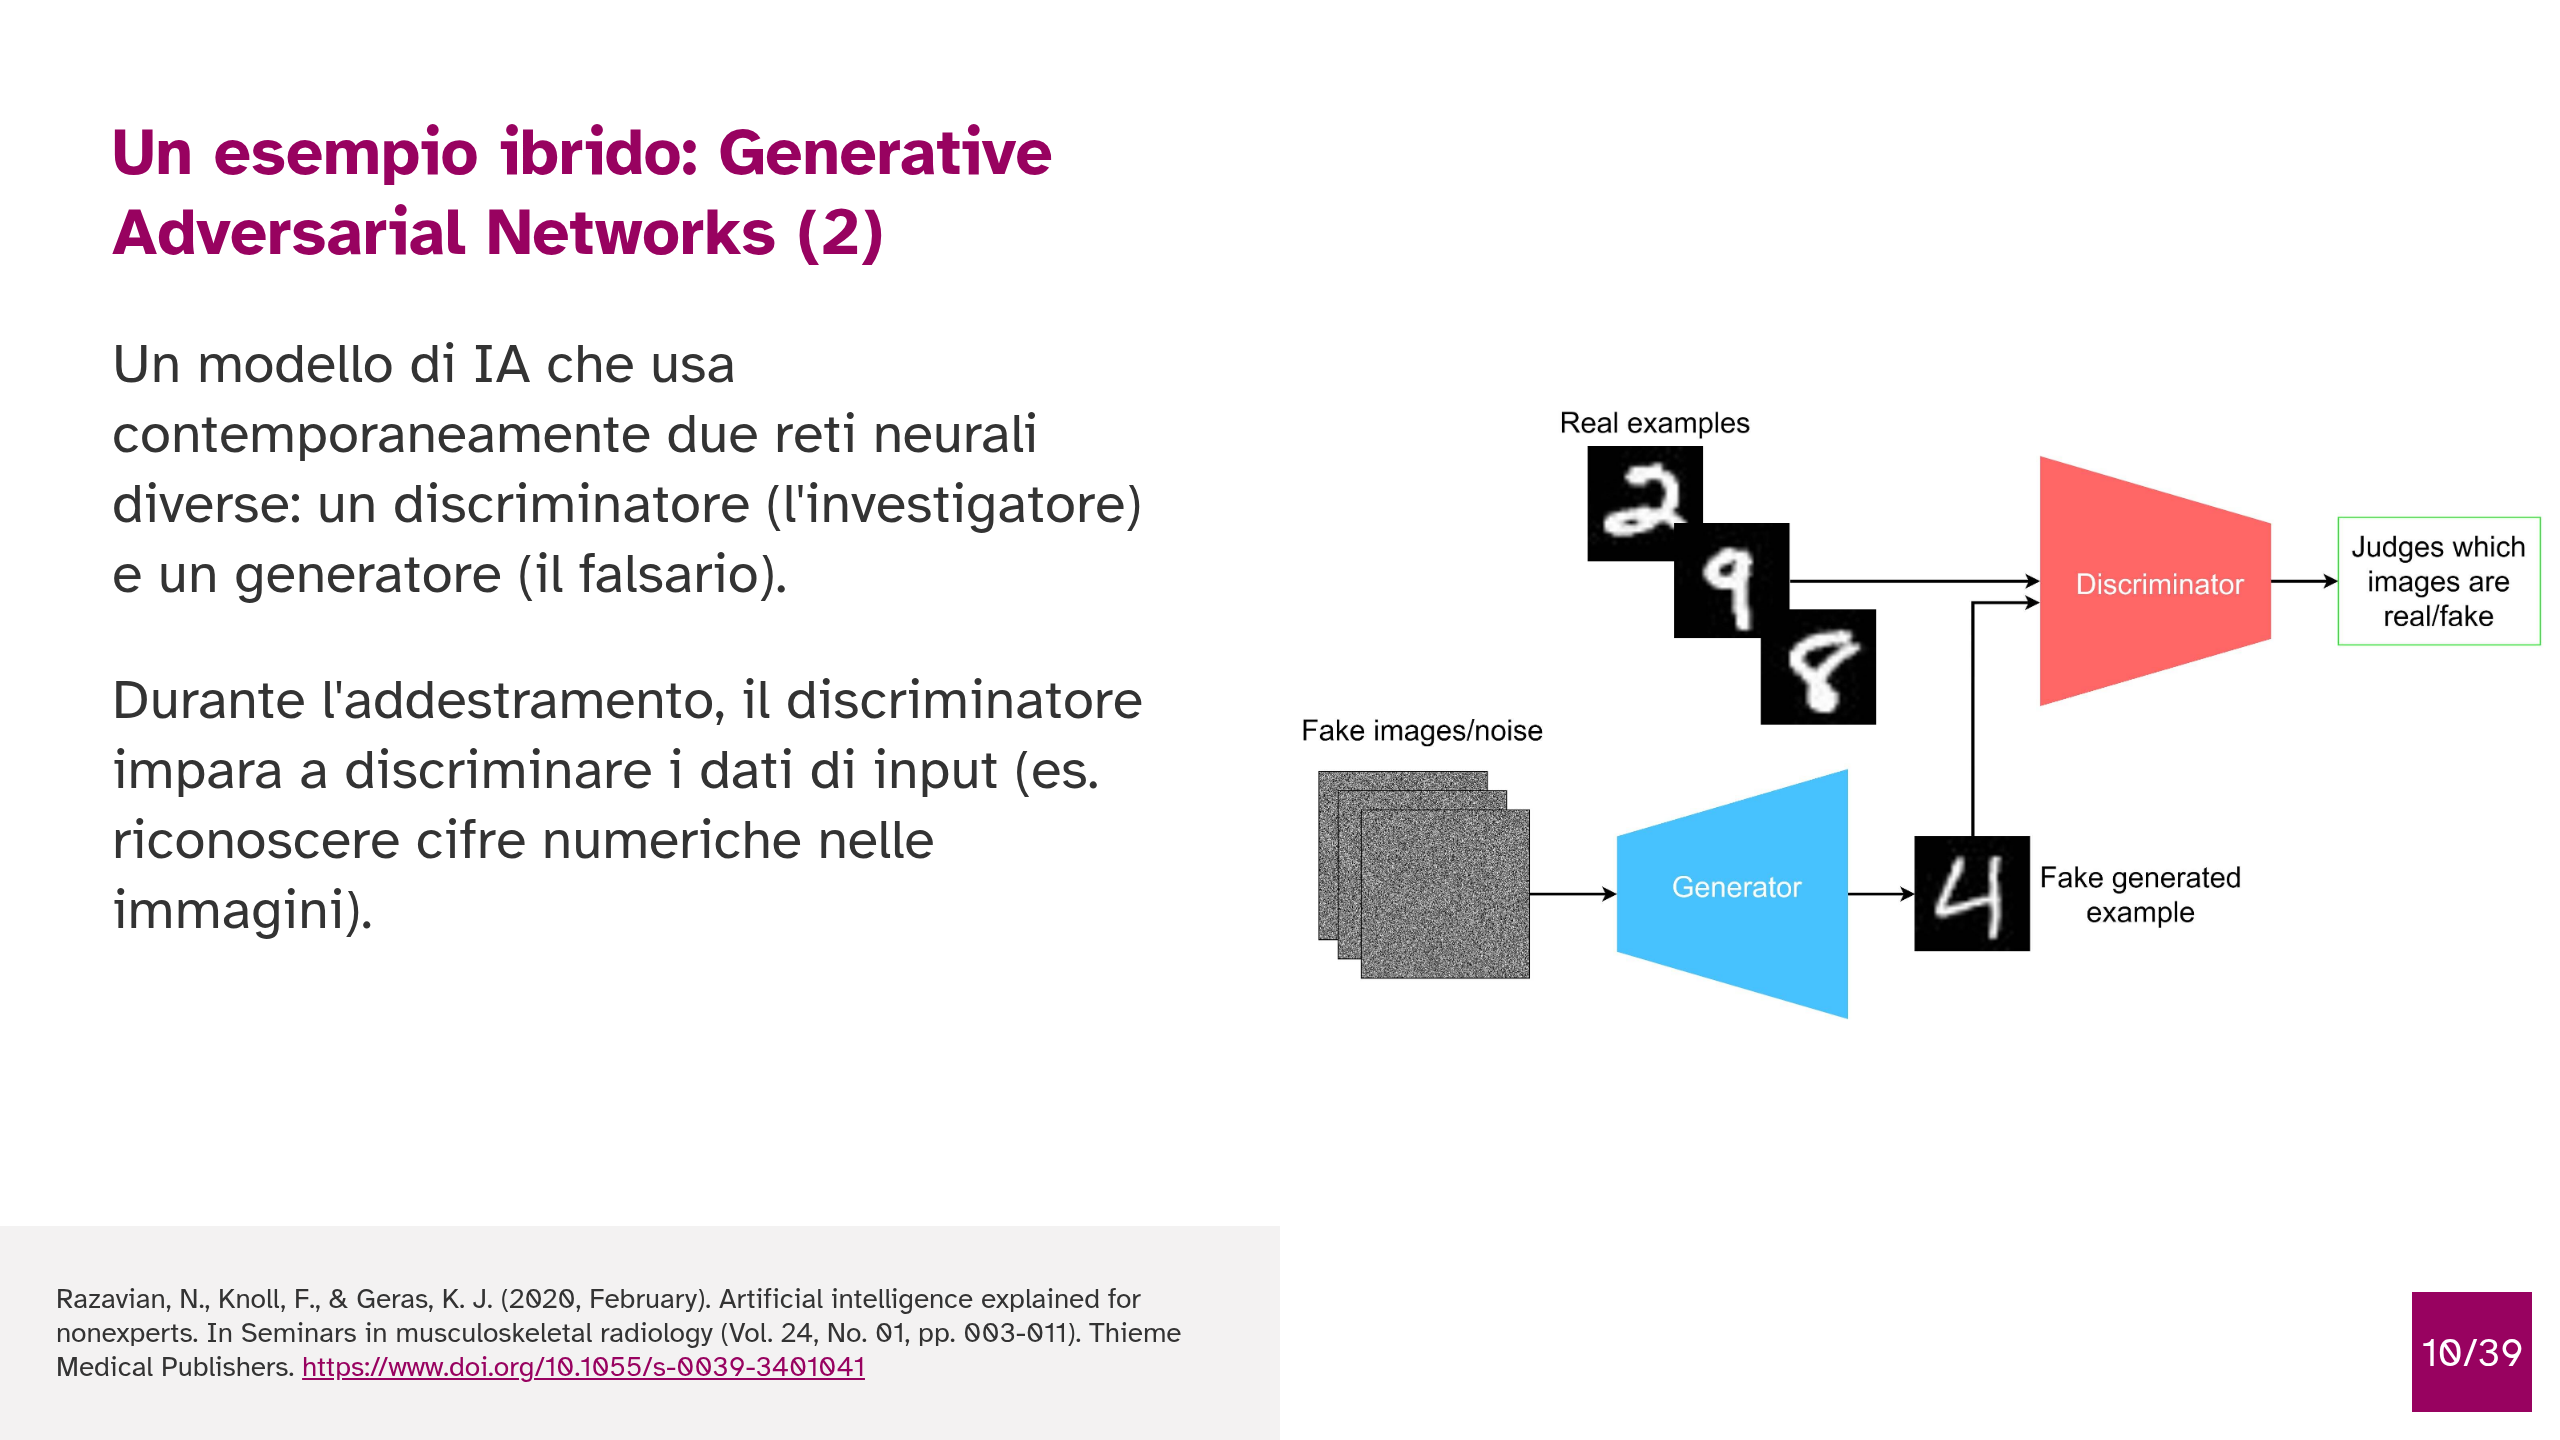 Un esempio ibrido: Generative
Adversarial Networks (2)
Un modello di IA che usa
contemporaneamente due reti neurali
diverse: un discriminatore (l'investigatore)
e un generatore (il falsario).
Durante l'addestramento, il discriminatore
impara a discriminare i dati di input (es.
riconoscere cifre numeriche nelle
immagini).
Real examples
2
9
8
Discriminator
Judges which
images are
real/fake
Fake images/noise
Generator
4
Fake generated
example
Razavian, N., Knoll, F., & Geras, K. J. (2020, February). Artificial intelligence explained for
nonexperts. In Seminars in musculoskeletal radiology (Vol. 24, No. 01, pp. 003-011). Thieme
Medical Publishers. https://www.doi.org/10.1055/s-0039-3401041
10/39